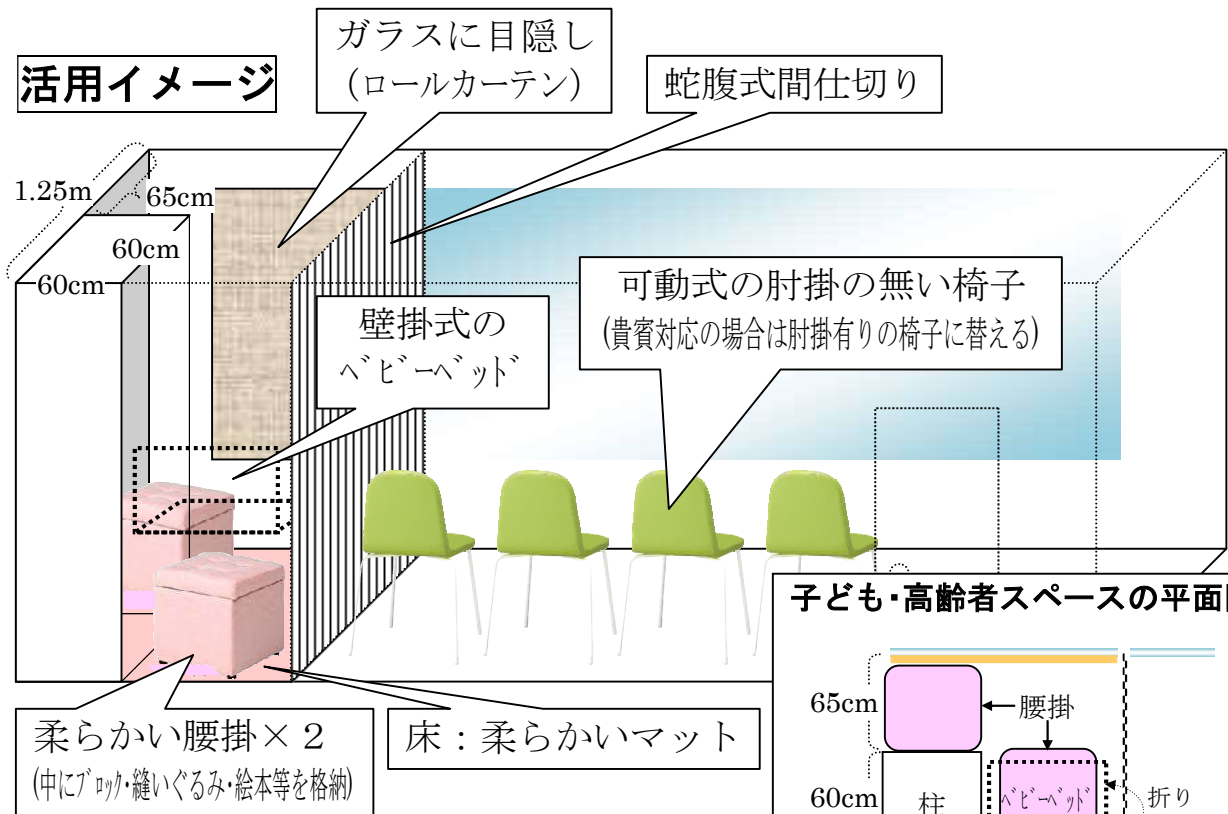 活用イメージ
ガラスに目隠し
(ロールカーテン)
蛇腹式間仕切り
1.25m
65cm
60cm
60cm
壁掛式の
ﾍﾞﾋﾞｰﾍﾞｯﾄﾞ
可動式の肘掛の無い椅子
(貴賓対応の場合は肘掛有りの椅子に替える)
柔らかい腰掛×２
(中にﾌﾞﾛｯｸ・縫いぐるみ・絵本等を格納)
床：柔らかいマット
子ども・高齢者スペースの平面
65cm
腰掛
60cm
柱
ﾍﾞﾋﾞｰﾍﾞｯﾄﾞ
折り